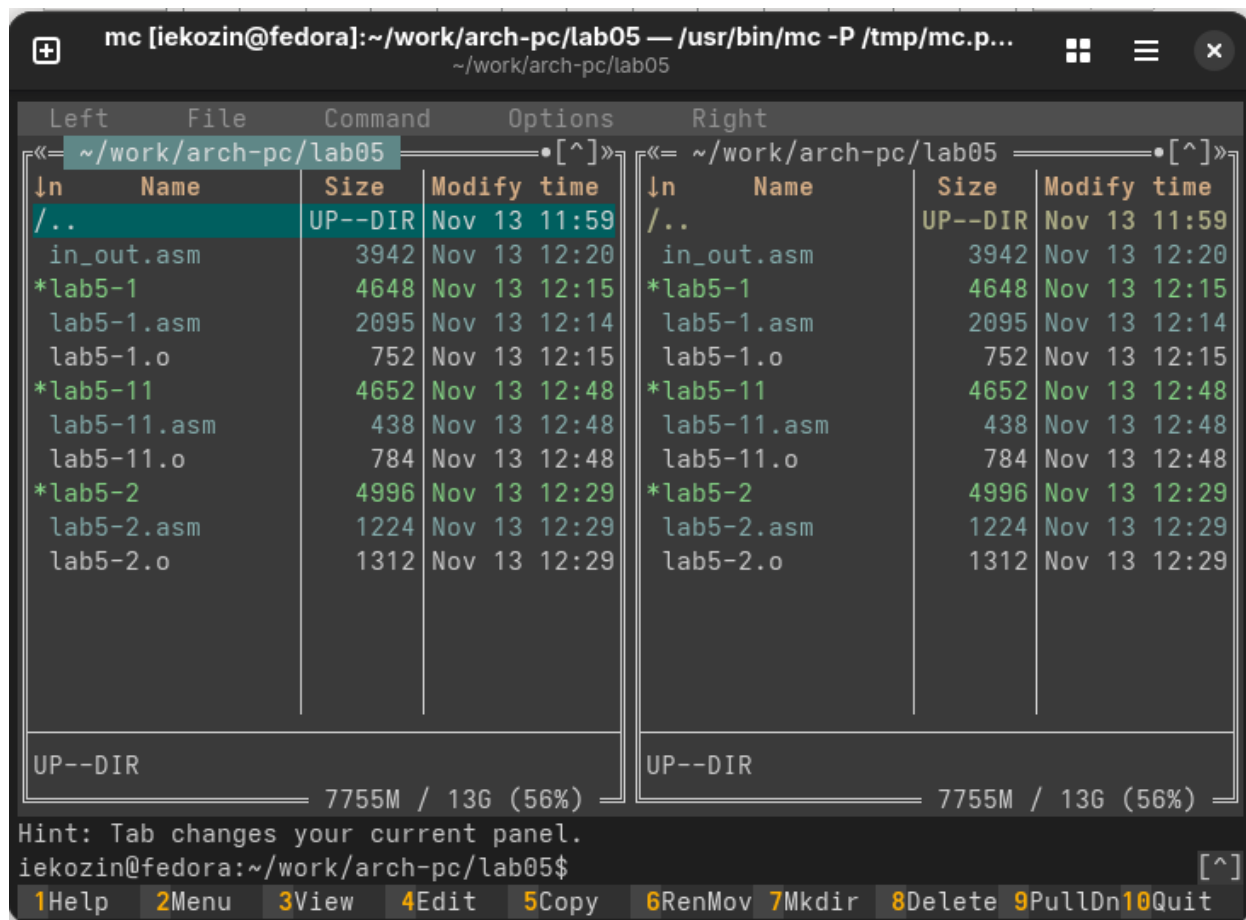 mc [iekozin@fedora]:~/work/arch-pc/lab05 — /usr/bin/mc -P /tmp/mc.p...
~/work/arch-pc/lab05
Left File Command Options Right
«═ ~/work/arch-pc/lab05 ═•[^]» «═ ~/work/arch-pc/lab05 ═•[^]»
↓n Name Size Modify time ↓n Name Size Modify time
/.. UP--DIR Nov 13 11:59 /.. UP--DIR Nov 13 11:59
in_out.asm 3942 Nov 13 12:20 in_out.asm 3942 Nov 13 12:20
*lab5-1 4648 Nov 13 12:15 *lab5-1 4648 Nov 13 12:15
lab5-1.asm 2095 Nov 13 12:14 lab5-1.asm 2095 Nov 13 12:14
lab5-1.o 752 Nov 13 12:15 lab5-1.o 752 Nov 13 12:15
*lab5-11 4652 Nov 13 12:48 *lab5-11 4652 Nov 13 12:48
lab5-11.asm 438 Nov 13 12:48 lab5-11.asm 438 Nov 13 12:48
lab5-11.o 784 Nov 13 12:48 lab5-11.o 784 Nov 13 12:48
*lab5-2 4996 Nov 13 12:29 *lab5-2 4996 Nov 13 12:29
lab5-2.asm 1224 Nov 13 12:29 lab5-2.asm 1224 Nov 13 12:29
lab5-2.o 1312 Nov 13 12:29 lab5-2.o 1312 Nov 13 12:29
UP--DIR UP--DIR
7755M / 13G (56%) 7755M / 13G (56%)
Hint: Tab changes your current panel.
iekozin@fedora:~/work/arch-pc/lab05$ [^]
1Help 2Menu 3View 4Edit 5Copy 6RenMov 7Mkdir 8Delete 9PullDn 10Quit